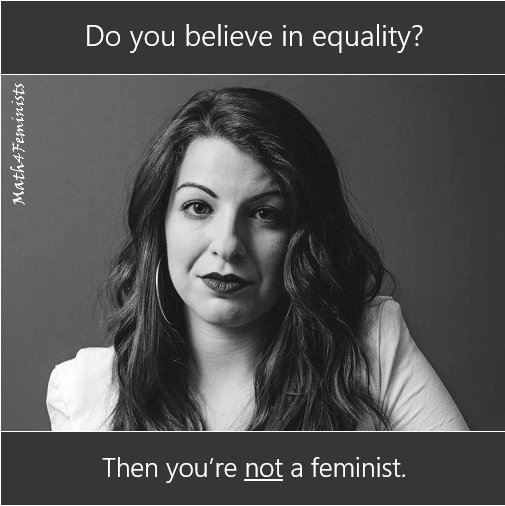 Do you believe in equality?
Math4Feminists
Then you're not a feminist.